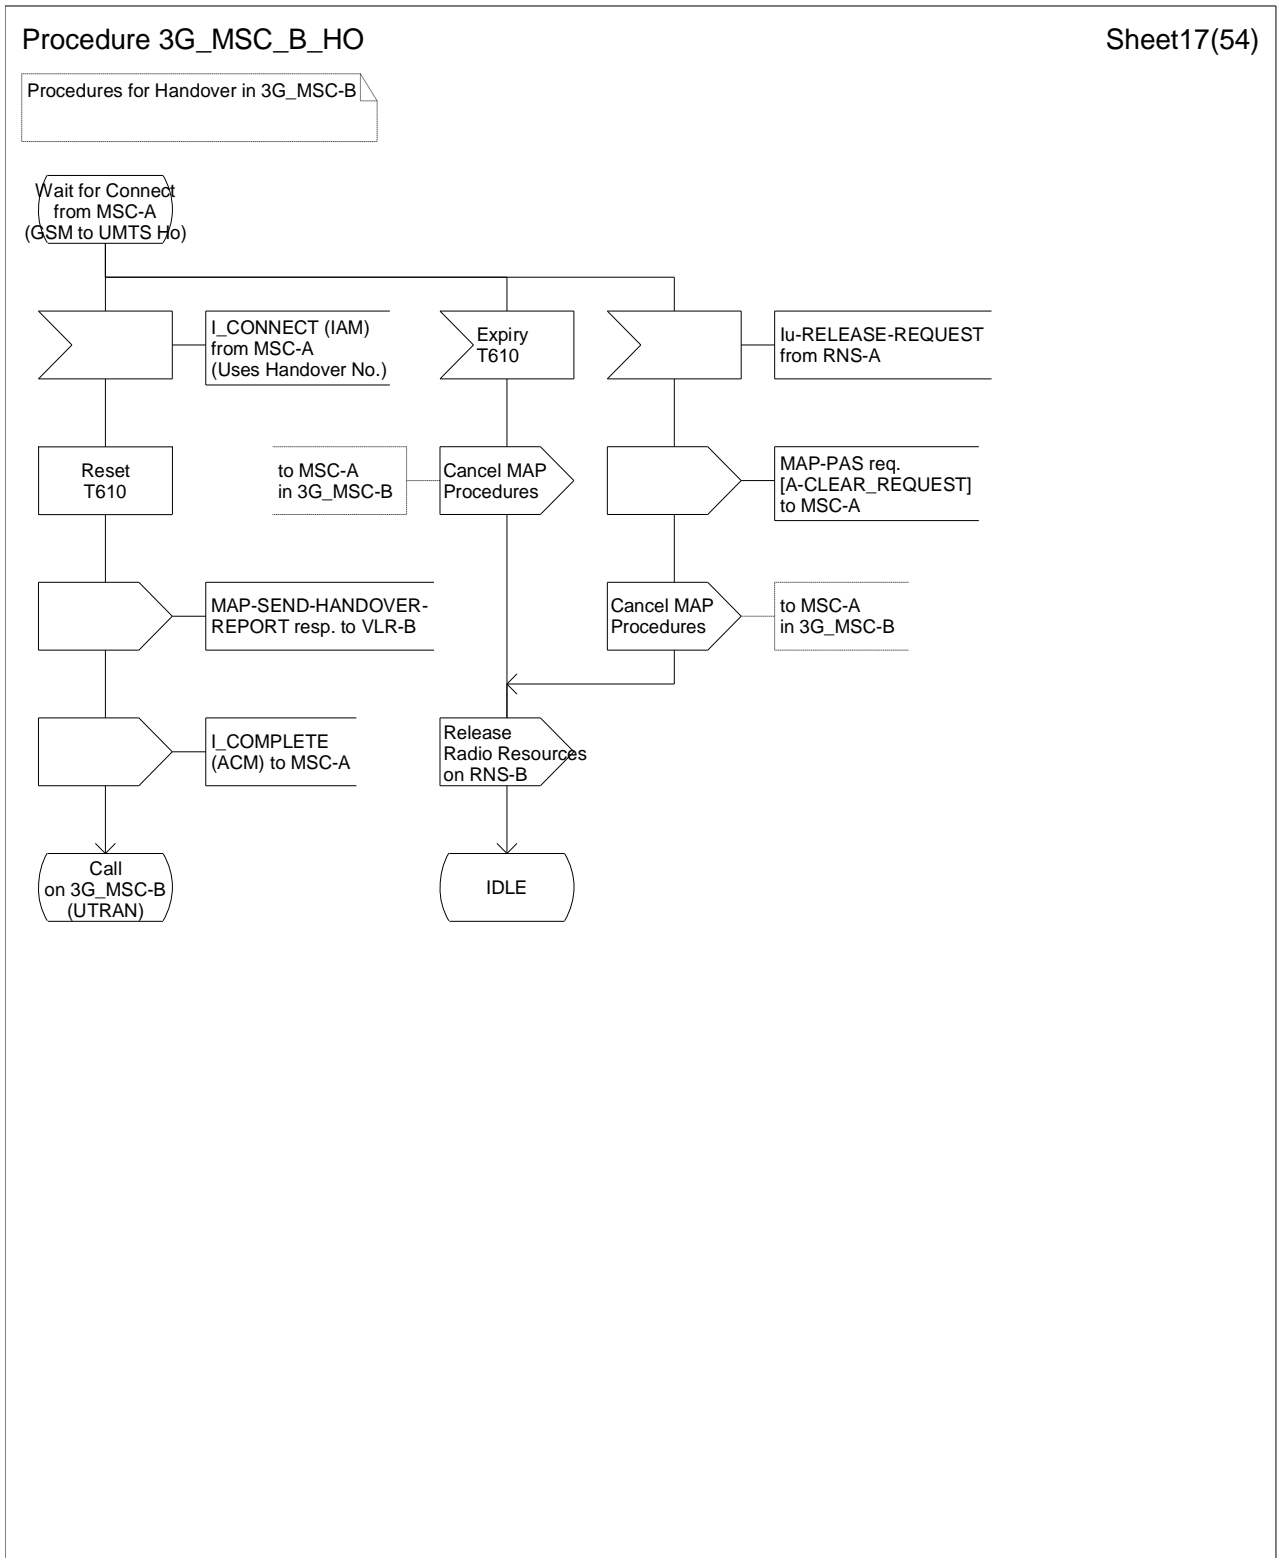 Procedure 3G_MSC_B_HO
Sheet17(54)
Procedures for Handover in 3G_MSC-B
Wait for Connect
from MSC-A
(GSM to UMTS Ho)
I_CONNECT (IAM)
from MSC-A
(Uses Handover No.)
Expiry
T610
Iu-RELEASE-REQUEST
from RNS-A
Reset
T610
to MSC-A
in 3G_MSC-B
Cancel MAP
Procedures
MAP-PAS req.
[A-CLEAR_REQUEST]
to MSC-A
MAP-SEND-HANDOVER-
REPORT resp. to VLR-B
Cancel MAP
Procedures
to MSC-A
in 3G_MSC-B
I_COMPLETE
(ACM) to MSC-A
Release
Radio Resources
on RNS-B
Call
on 3G_MSC-B
(UTRAN)
IDLE